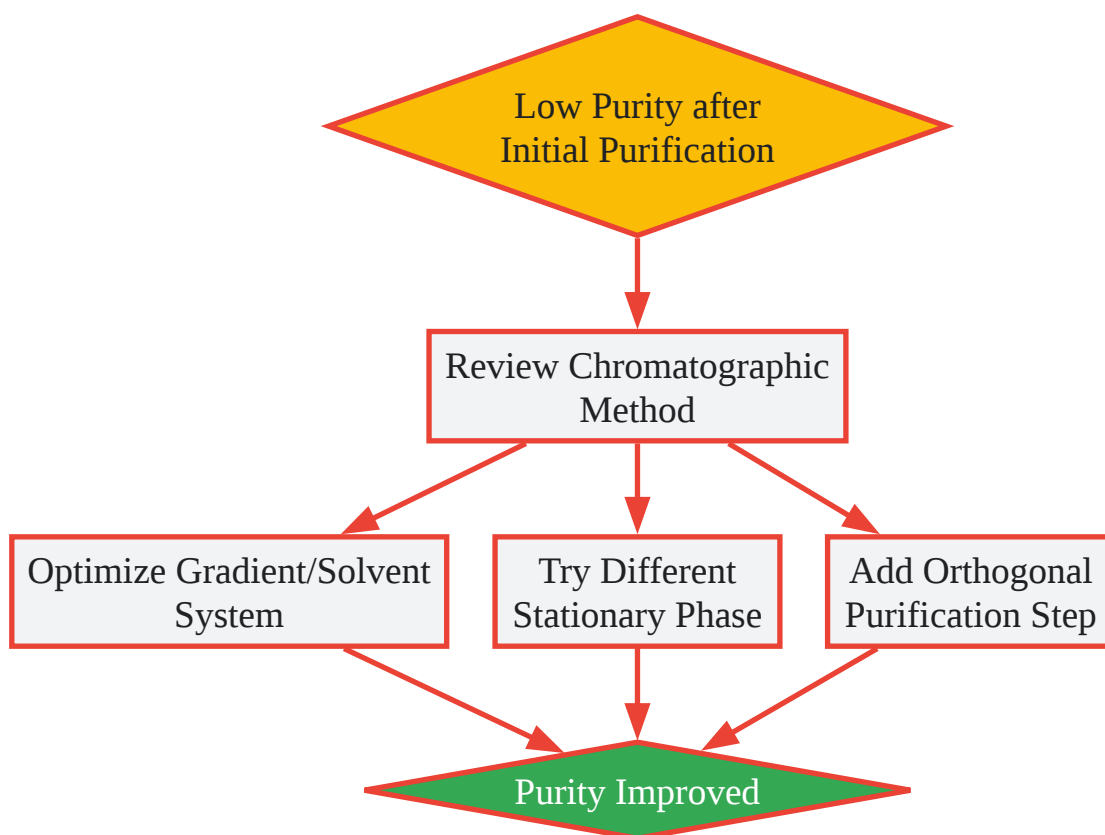 Low Purity after
Initial Purification
Review Chromatographic
Method
Optimize Gradient/Solvent
System
Try Different
Stationary Phase
Add Orthogonal
Purification Step
Purity Improved